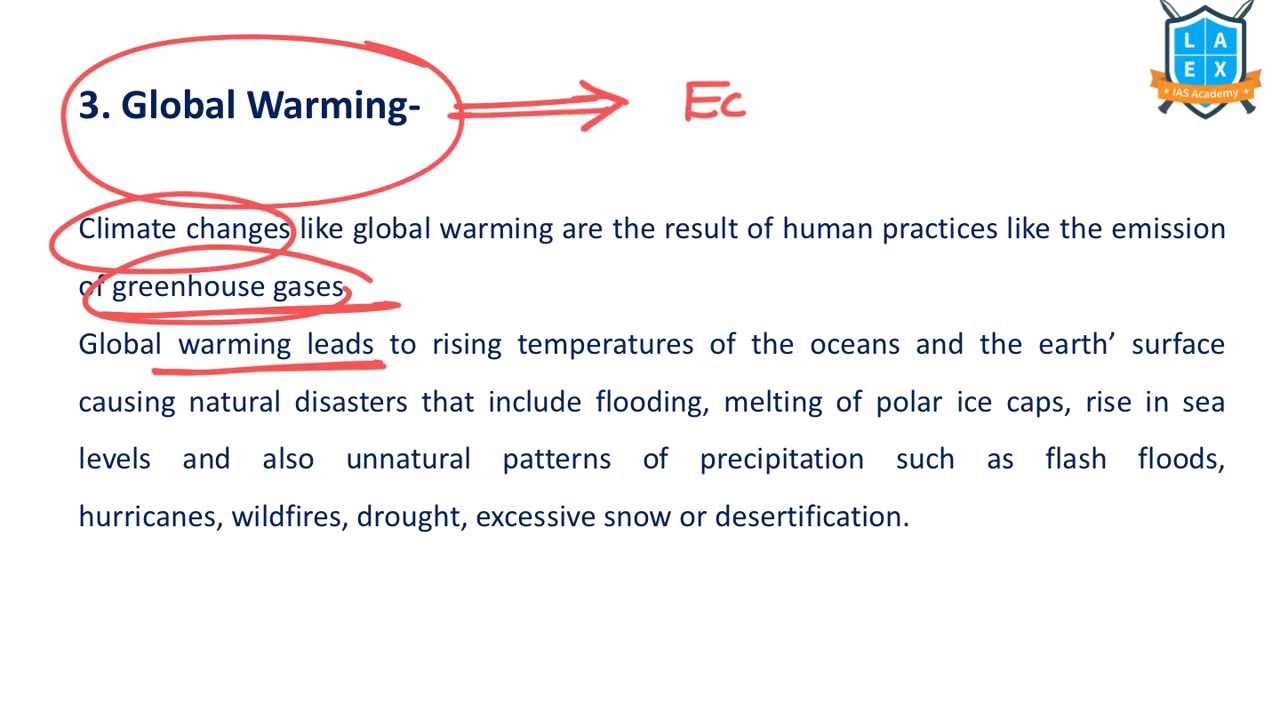 L A
E X
IAS Academy
3. Global Warming- Ec
Climate changes like global warming are the result of human practices like the emission
of greenhouse gases.
Global warming leads to rising temperatures of the oceans and the earth’ surface
causing natural disasters that include flooding, melting of polar ice caps, rise in sea
levels and also unnatural patterns of precipitation such as flash floods,
hurricanes, wildfires, drought, excessive snow or desertification.